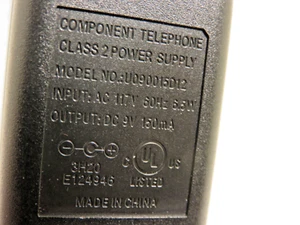 COMPONENT TELEPHONE
CLASS 2 POWER SUPPLY
MODEL NO.:U090015D12
INPUT: AC 117V 60Hz 6.5W
OUTPUT: DC 9V 150mA
C UL US
3H20
E124946 LISTED
MADE IN CHINA